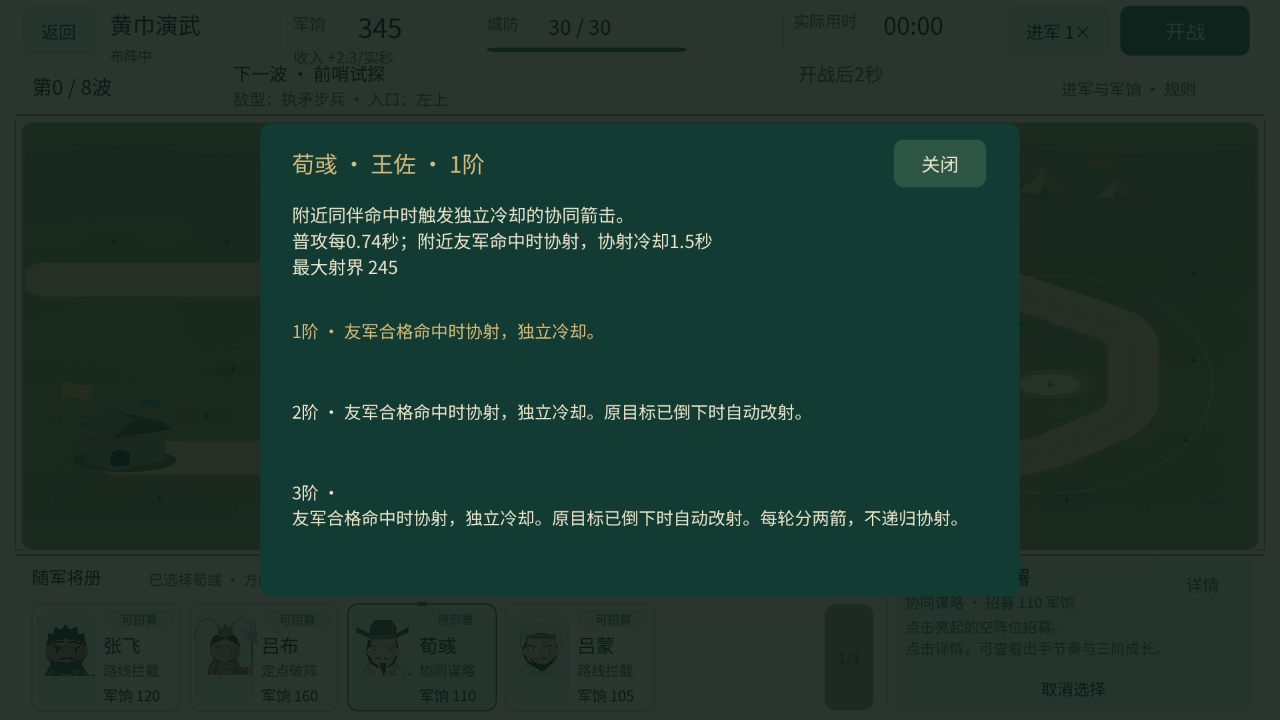 返回
黄巾演武
布阵中
军饷 345
收入 +2.3/实秒
城防 30 / 30
实际用时 00:00
进军 1×
开战
第0 / 8波
下一波 · 前哨试探
敌型：执矛步兵 · 入口：左上
开战后2秒
进军与军饷 · 规则
荀彧 · 王佐 · 1阶
关闭
附近同伴命中时触发独立冷却的协同箭击。
普攻每0.74秒；附近友军命中时协射，协射冷却1.5秒
最大射界 245
1阶 · 友军合格命中时协射，独立冷却。
2阶 · 友军合格命中时协射，独立冷却。原目标已倒下时自动改射。
3阶 ·
友军合格命中时协射，独立冷却。原目标已倒下时自动改射。每轮分两箭，不递归协射。
随军将册
已选择荀彧 · 方
可招募
张飞
路线拦截
军饷 120
可招募
吕布
定点破阵
军饷 160
待部署
荀彧
协同谋略
军饷 110
可招募
吕蒙
路线拦截
军饷 105
1/1
署
详情
协同谋略 · 招募 110 军饷
点击亮起的空阵位招募。
点击详情，可查看出手节奏与三阶成长。
取消选择